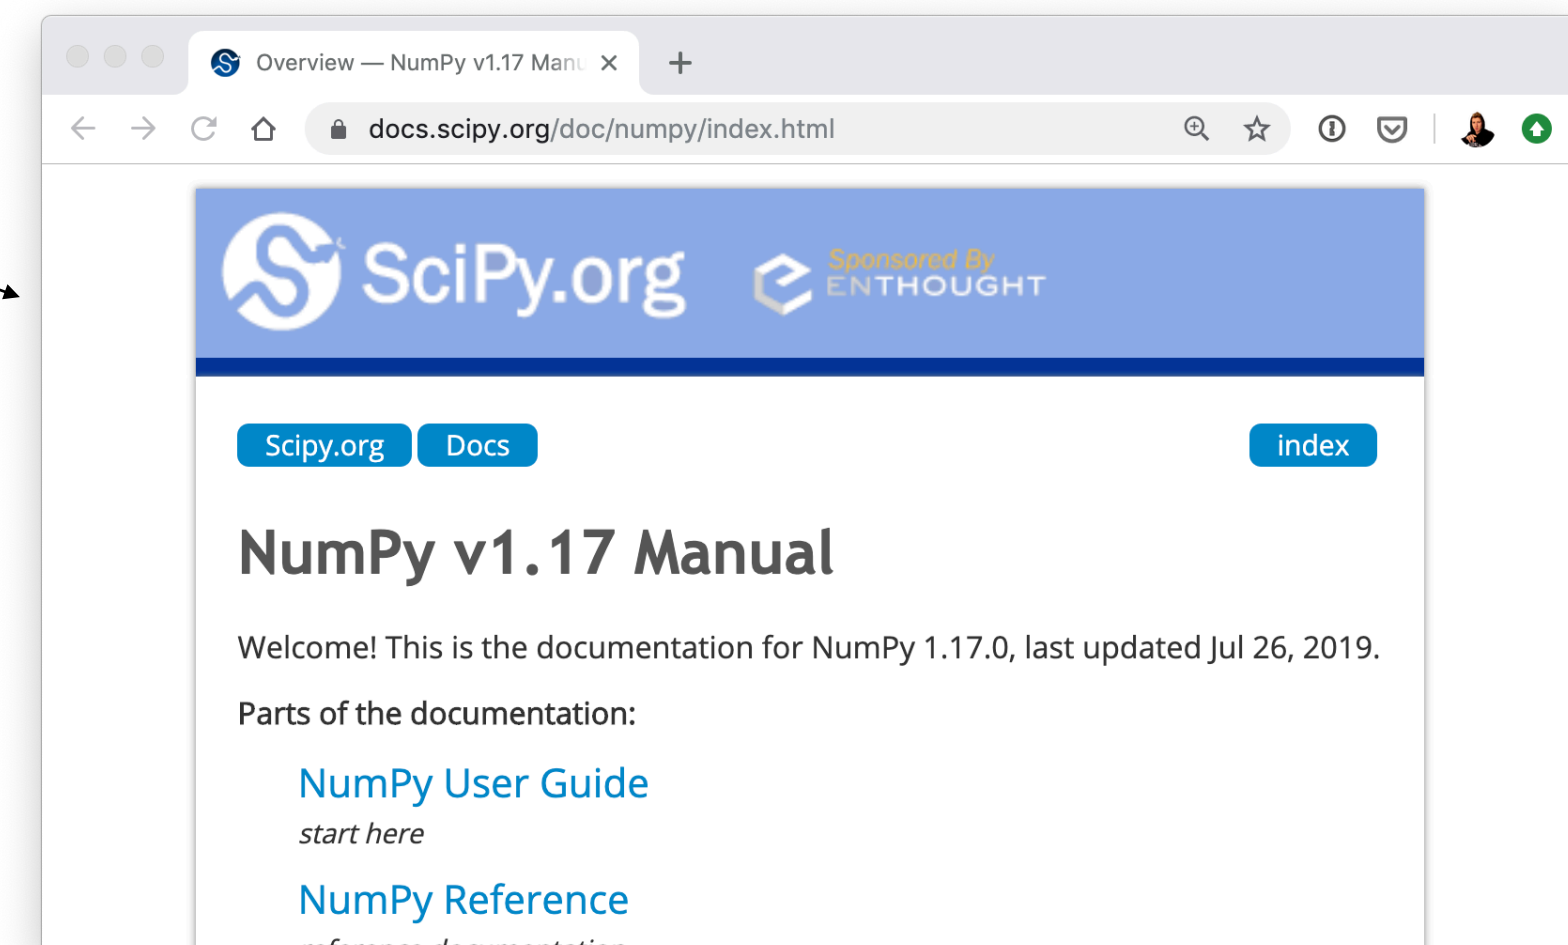 Overview — NumPy v1.17 Manu
docs.scipy.org/doc/numpy/index.html
SciPy.org
Sponsored By
ENTHOUGHT
Scipy.org
Docs
index
NumPy v1.17 Manual
Welcome! This is the documentation for NumPy 1.17.0, last updated Jul 26, 2019.
Parts of the documentation:
NumPy User Guide
start here
NumPy Reference
reference documentation